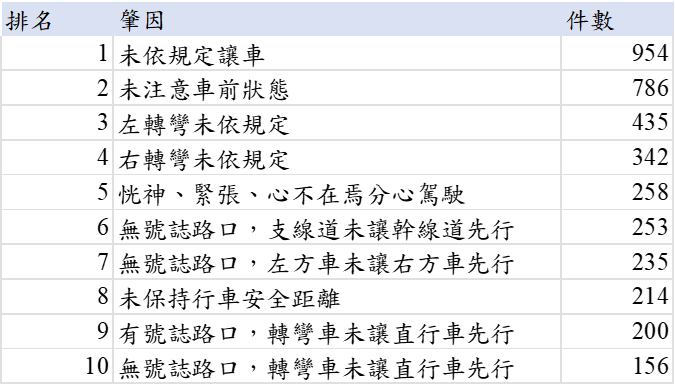 排名 肇因 件數
1 未依規定讓車 954
2 未注意車前狀態 786
3 左轉彎未依規定 435
4 右轉彎未依規定 342
5 恍神、緊張、心不在焉分心駕駛 258
6 無號誌路口，支線道未讓幹線道先行 253
7 無號誌路口，左方車未讓右方車先行 235
8 未保持行車安全距離 214
9 有號誌路口，轉彎車未讓直行車先行 200
10 無號誌路口，轉彎車未讓直行車先行 156